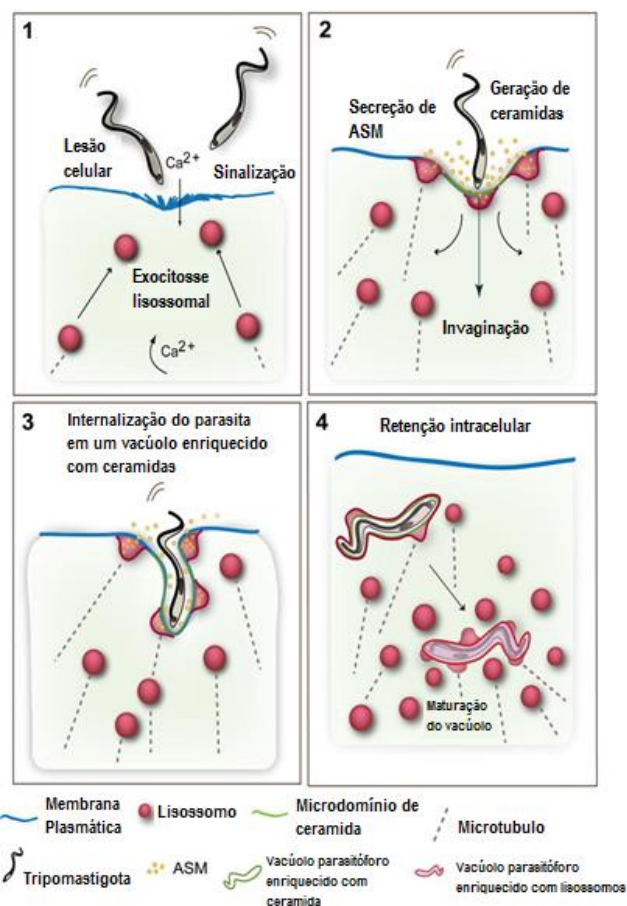 1
Lesão
celular
Ca2+
Sinalização
Exocitosse
lisossomal
Ca2+
2
Secreção de
ASM
Geração de
ceramidas
Invaginação
3
Internalização do parasita
em um vacúolo enriquecido
com ceramidas
4
Retenção intracelular
Maturação
do vacúolo
Membrana
Plasmática
Lisossomo
Microdomínio de
ceramida
Microtubulo
Tripomastigota
ASM
Vacúolo parasitóforo
enriquecido com
ceramida
Vacúolo parasitóforo
enriquecido com lisossomos